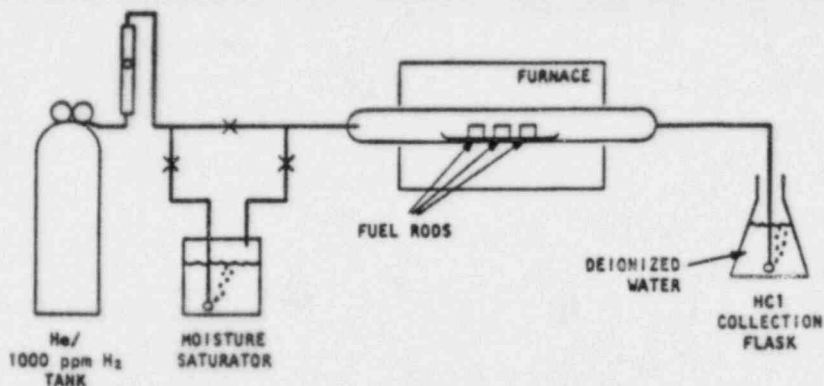 FURNACE
FUEL RODS
DEIONIZED
WATER
He/
1000 ppm H₂
TANK
MOISTURE
SATURATOR
HCl
COLLECTION
FLASK